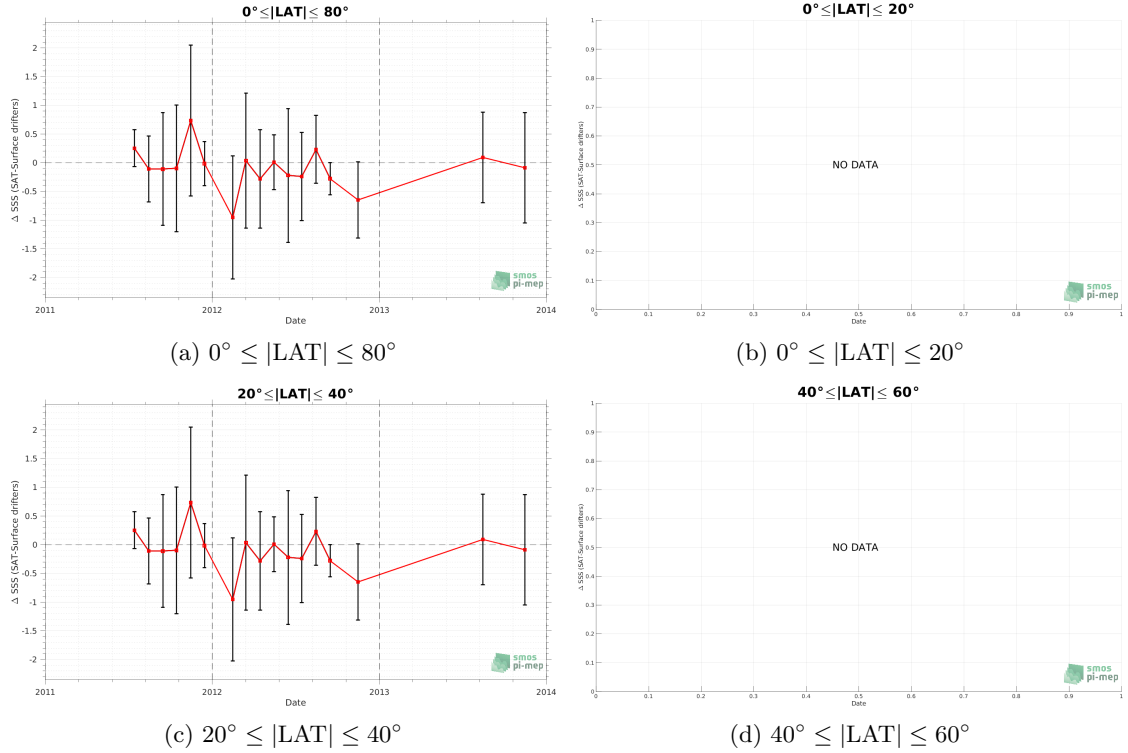 0°≤|LAT|≤ 80°
2
1.5
1
0.5
0
-0.5
-1
-1.5
-2
Δ SSS (SAT-Surface drifters)
2011
2012
2013
2014
Date
smos
pi-mep
(a) 0° ≤ |LAT| ≤ 80°
0°≤|LAT|≤ 20°
1
0.9
0.8
0.7
0.6
0.5
0.4
0.3
0.2
0.1
0
Δ SSS (SAT-Surface drifters)
NO DATA
0 0.1 0.2 0.3 0.4 0.5 0.6 0.7 0.8 0.9 1
Date
smos
pi-mep
(b) 0° ≤ |LAT| ≤ 20°
20°≤|LAT|≤ 40°
2
1.5
1
0.5
0
-0.5
-1
-1.5
-2
Δ SSS (SAT-Surface drifters)
2011
2012
2013
2014
Date
smos
pi-mep
(c) 20° ≤ |LAT| ≤ 40°
40°≤|LAT|≤ 60°
1
0.9
0.8
0.7
0.6
0.5
0.4
0.3
0.2
0.1
0
Δ SSS (SAT-Surface drifters)
NO DATA
0 0.1 0.2 0.3 0.4 0.5 0.6 0.7 0.8 0.9 1
Date
smos
pi-mep
(d) 40° ≤ |LAT| ≤ 60°